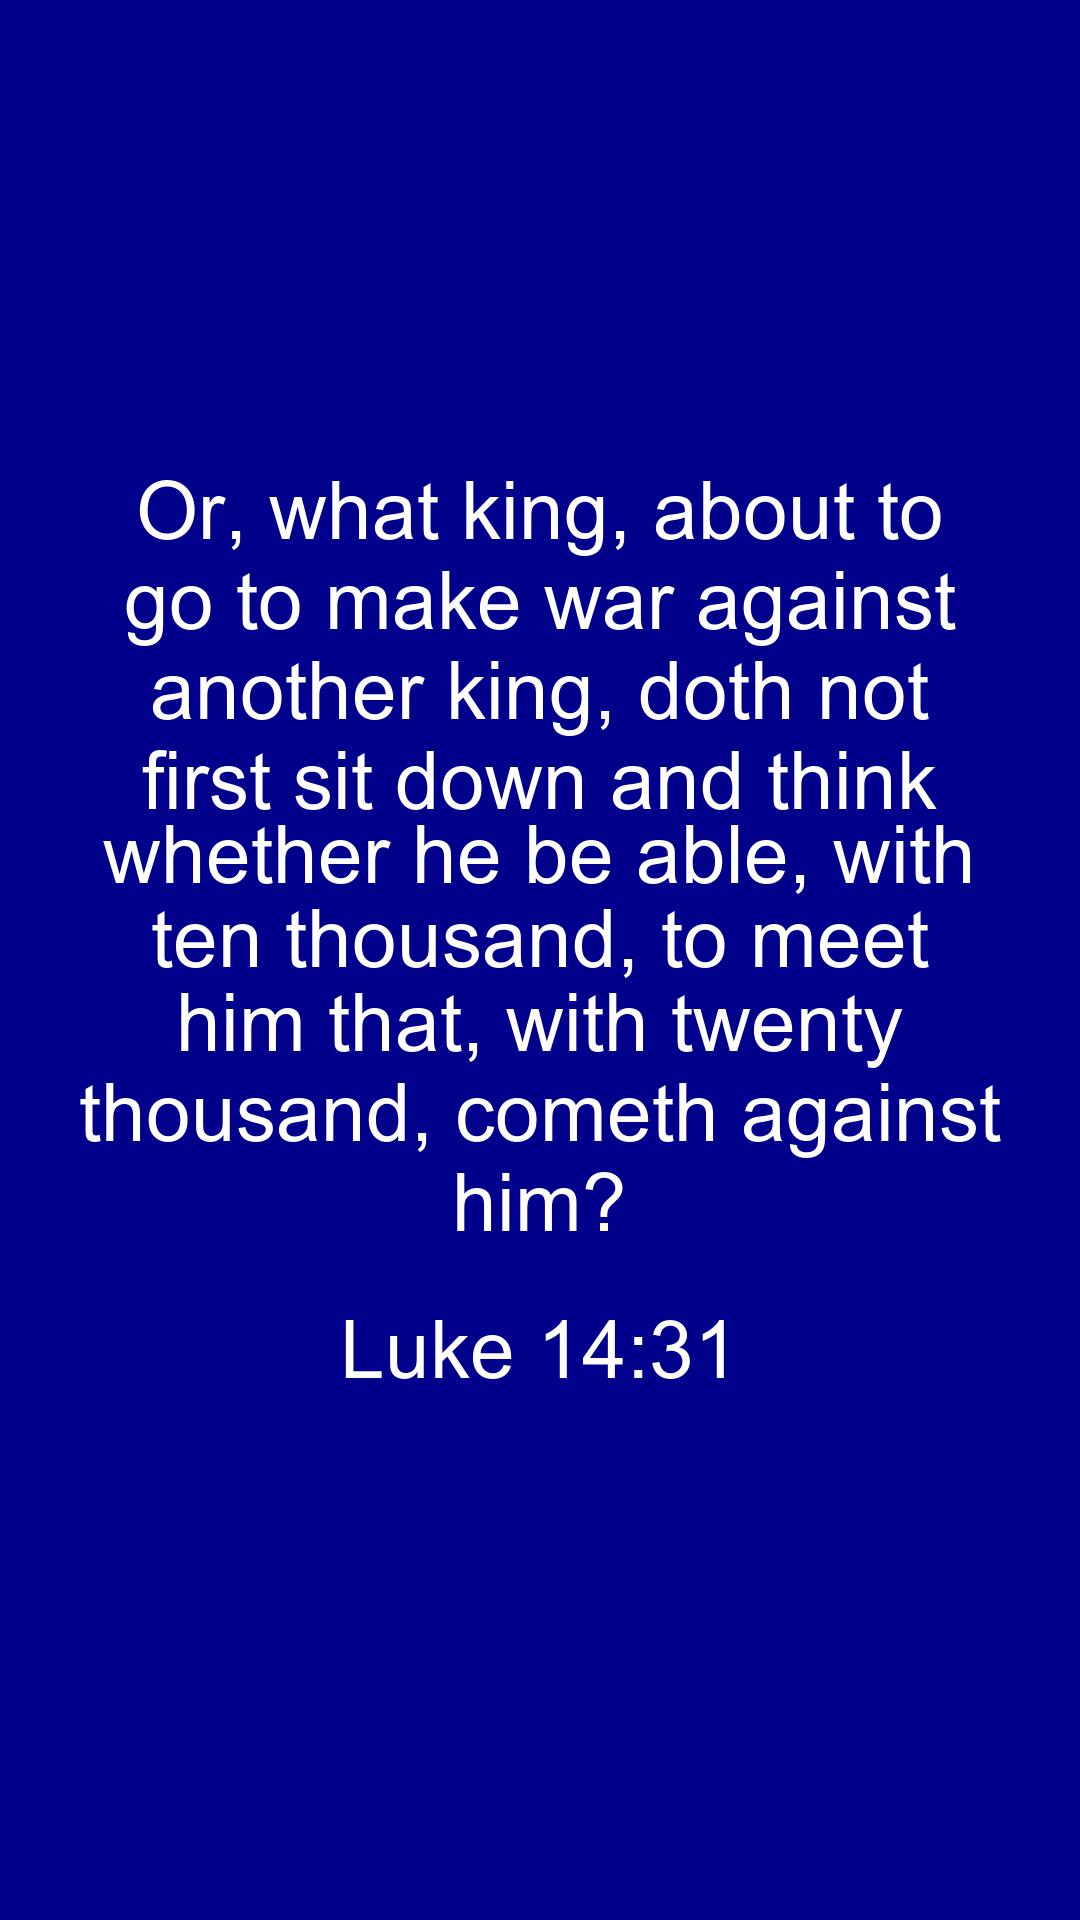 Or, what king, about to
go to make war against
another king, doth not
first sit down and think
whether he be able, with
ten thousand, to meet
him that, with twenty
thousand, cometh against
him?
Luke 14:31